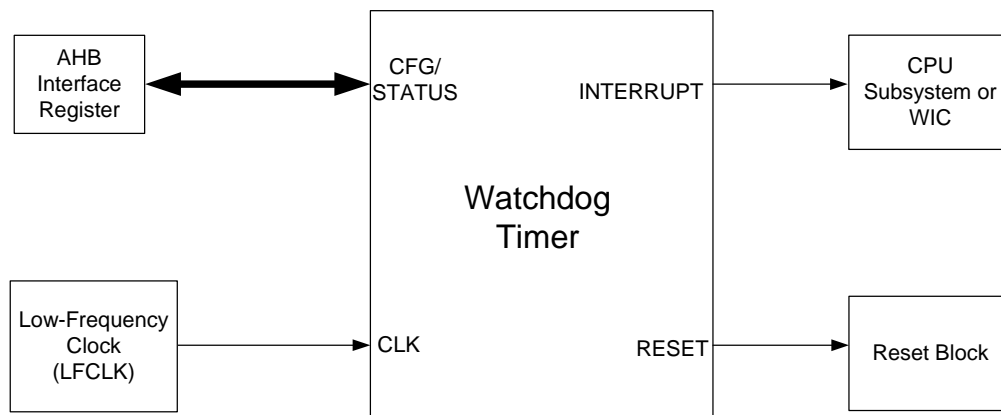 AHB
Interface
Register
CFG/
STATUS
INTERRUPT
CPU
Subsystem or
WIC
Watchdog
Timer
Low-Frequency
Clock
(LFCLK)
CLK
RESET
Reset Block